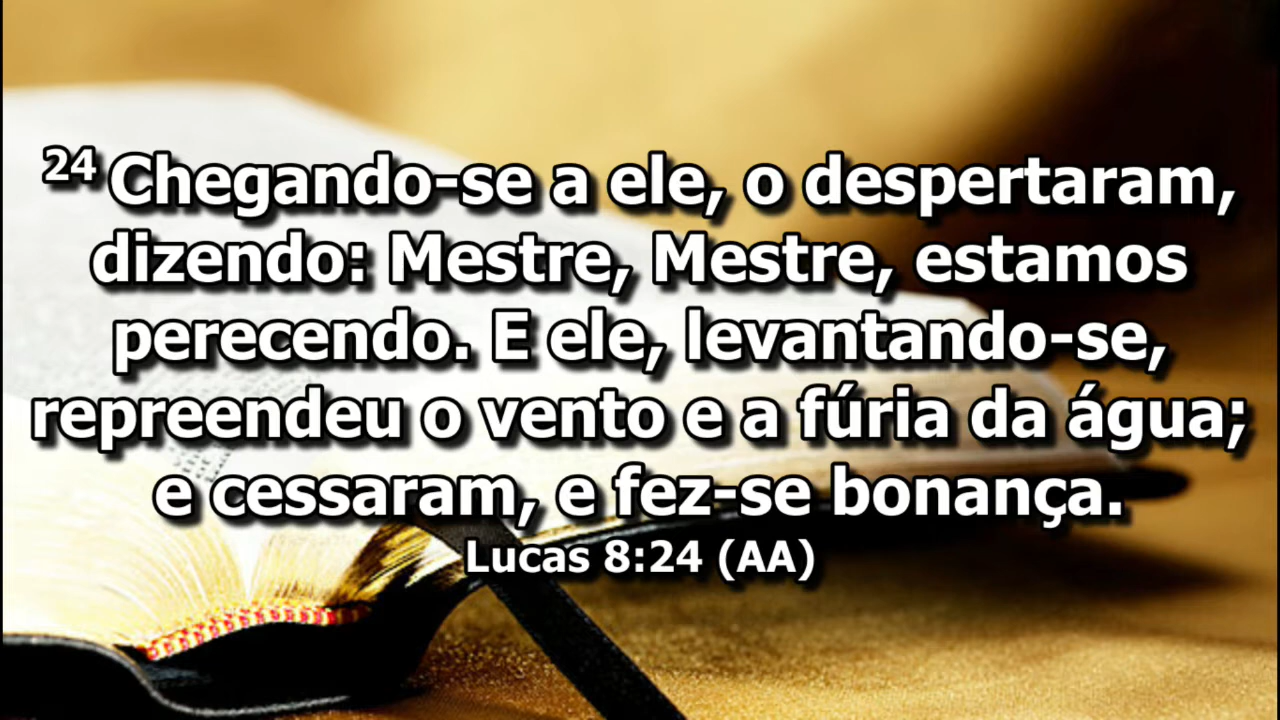 24 Chegando-se a ele, o despertaram,
dizendo: Mestre, Mestre, estamos
perecendo. E ele, levantando-se,
repreendeu o vento e a fúria da água;
e cessaram, e fez-se bonança.
Lucas 8:24 (AA)